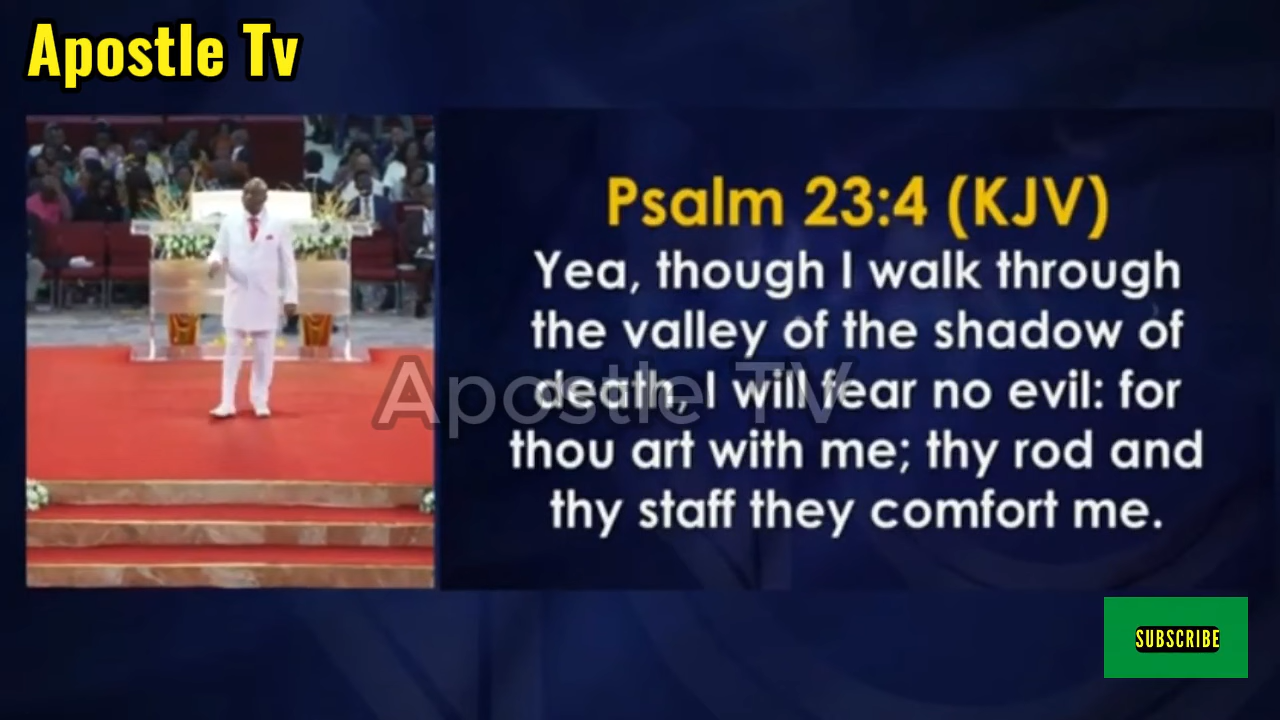 Apostle Tv
Psalm 23:4 (KJV)
Yea, though I walk through
the valley of the shadow of
death, I will fear no evil: for
thou art with me; thy rod and
thy staff they comfort me.
Apostle TV
SUBSCRIBE